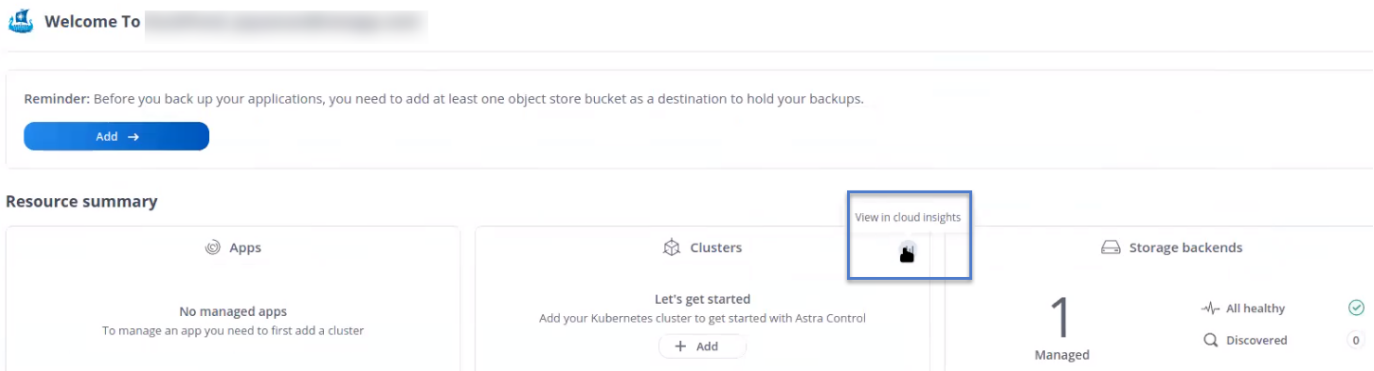 Welcome To
Reminder: Before you back up your applications, you need to add at least one object store bucket as a destination to hold your backups.
Add →
Resource summary
View in cloud insights
Apps
Clusters
Storage backends
No managed apps
To manage an app you need to first add a cluster
Let's get started
Add your Kubernetes cluster to get started with Astra Control
+ Add
1
Managed
All healthy
Discovered 0